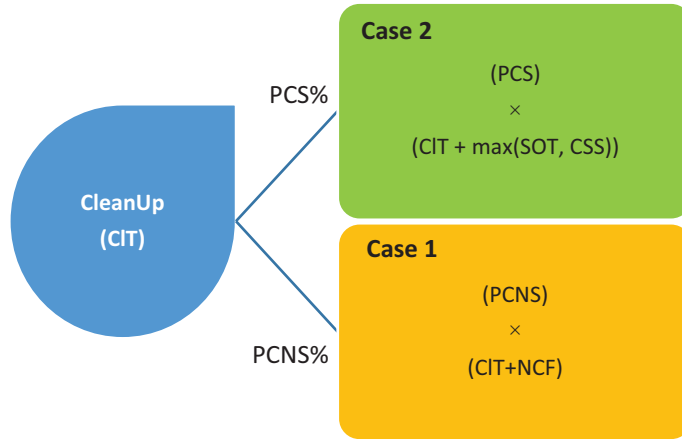 Case 2
(PCS)
×
(ClT + max(SOT, CSS))
PCS%
CleanUp
(ClT)
Case 1
(PCNS)
×
(ClT+NCF)
PCNS%